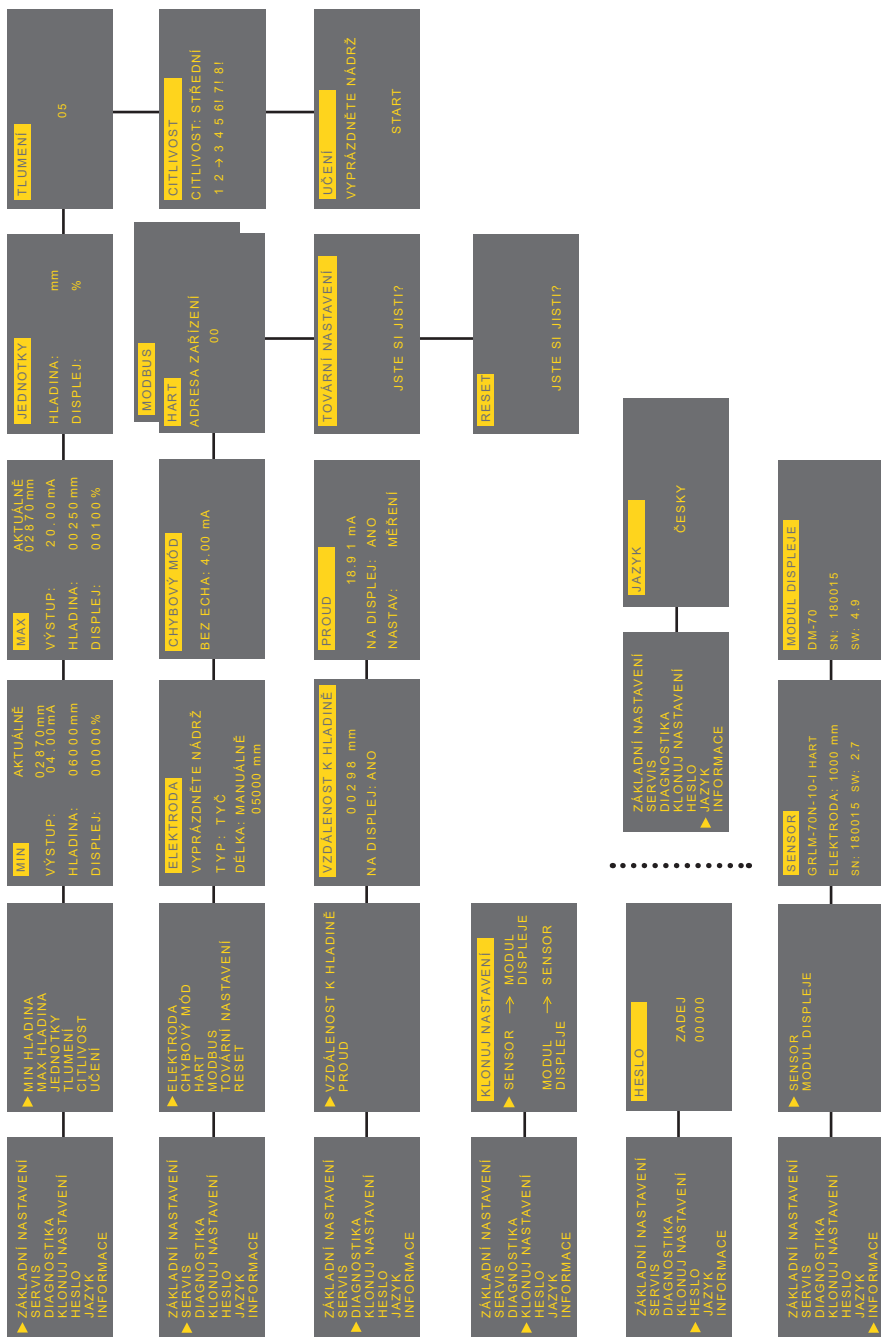 ZÁKLADNÍ NASTAVENÍ
SERVIS
DIAGNOSTIKA
KLONUJ NASTAVENÍ
HESLO
JAZYK
INFORMACE
MIN HLADINA
MAX HLADINA
JEDNOTKY
TLUMENÍ
CITLIVOST
UČENÍ
MIN
AKTUÁLNĚ
02870mm
VÝSTUP: 04.00mA
HLADINA: 06000mm
DISPLEJ: 00000%
MAX
AKTUÁLNĚ
02870mm
VÝSTUP: 20.00mA
HLADINA: 00250mm
DISPLEJ: 00100%
JEDNOTKY
HLADINA: mm
DISPLEJ: %
TLUMENÍ
05
CITLIVOST
CITLIVOST: STŘEDNÍ
1 2 → 3 4 5 6! 7! 8!
UČENÍ
VYPRÁZDNĚTE NÁDRŽ
START
ZÁKLADNÍ NASTAVENÍ
SERVIS
DIAGNOSTIKA
KLONUJ NASTAVENÍ
HESLO
JAZYK
INFORMACE
ELEKTRODA
CHYBOVÝ MÓD
HART
MODBUS
TOVÁRNÍ NASTAVENÍ
RESET
ELEKTRODA
VYPRÁZDNĚTE NÁDRŽ
TYP: TYČ
DÉLKA: MANUÁLNĚ
05000 mm
CHYBOVÝ MÓD
BEZ ECHA: 4.00 mA
MODBUS
HART
ADRESA ZAŘÍZENÍ
00
TOVÁRNÍ NASTAVENÍ
JSTE SI JISTI?
RESET
JSTE SI JISTI?
ZÁKLADNÍ NASTAVENÍ
SERVIS
DIAGNOSTIKA
KLONUJ NASTAVENÍ
HESLO
JAZYK
INFORMACE
VZDÁLENOST K HLADINĚ
PROUD
VZDÁLENOST K HLADINĚ
00298 mm
NA DISPLEJ: ANO
PROUD
18.91 mA
NA DISPLEJ: ANO
NASTAV: MĚŘENÍ
ZÁKLADNÍ NASTAVENÍ
SERVIS
DIAGNOSTIKA
KLONUJ NASTAVENÍ
HESLO
JAZYK
INFORMACE
KLONUJ NASTAVENÍ
SENSOR → MODUL
DISPLEJE
MODUL → SENSOR
DISPLEJE
ZÁKLADNÍ NASTAVENÍ
SERVIS
DIAGNOSTIKA
KLONUJ NASTAVENÍ
HESLO
JAZYK
INFORMACE
HESLO
ZADEJ
00000
ZÁKLADNÍ NASTAVENÍ
SERVIS
DIAGNOSTIKA
KLONUJ NASTAVENÍ
HESLO
JAZYK
INFORMACE
JAZYK
ČESKY
ZÁKLADNÍ NASTAVENÍ
SERVIS
DIAGNOSTIKA
KLONUJ NASTAVENÍ
HESLO
JAZYK
INFORMACE
SENSOR
MODUL DISPLEJE
SENSOR
GRLM-70N-10-I HART
ELEKTRODA: 1000 mm
SN: 180015 SW: 2.7
MODUL DISPLEJE
DM-70
SN: 180015
SW: 4.9